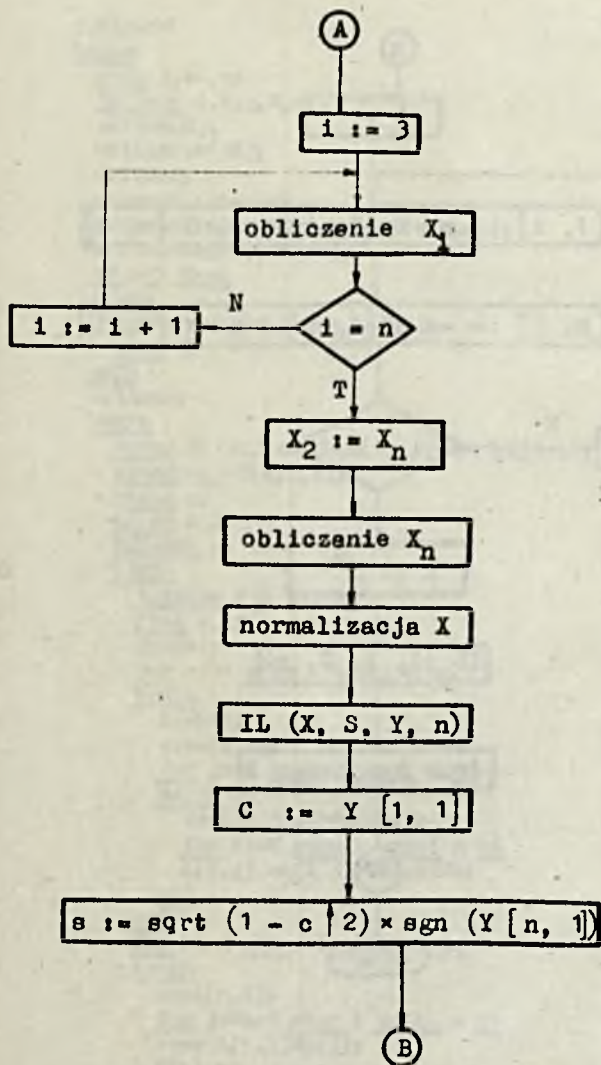 A
i := 3
obliczenie X_i
i = n
N
i := i + 1
T
X_2 := X_n
obliczenie X_n
normalizacja X
IL (X, S, Y, n)
C := Y [1, 1]
s := sqrt (1 - c ↑ 2) × sgn (Y [n, 1])
B